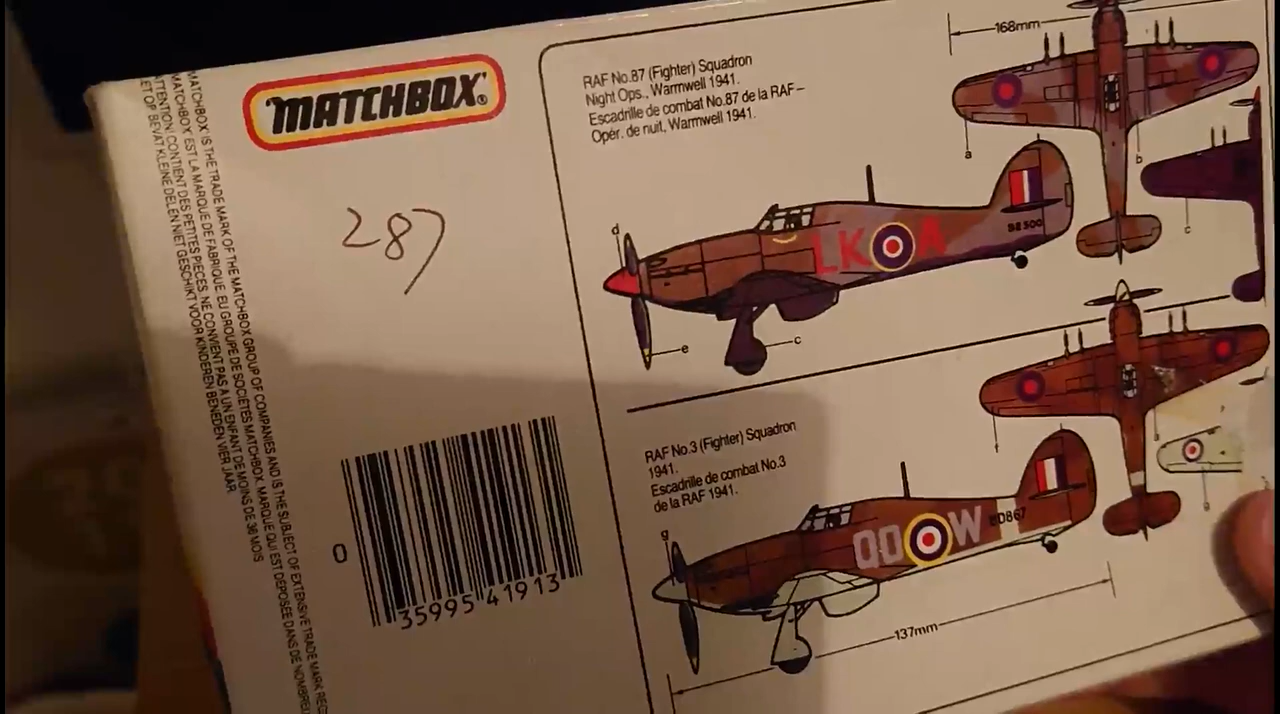 MATCHBOX®
287
MATCHBOX IS THE TRADE MARK OF THE MATCHBOX GROUP OF COMPANIES AND IS THE SUBJECT OF EXTENSIVE TRADE MARK
MATCHBOX EST LA MARQUE DE FABRIQUE DU GROUPE DE SOCIÉTÉS MATCHBOX, MARQUE QUI EST DEPOSEE DANS DE
ATTENTION! CONTIENT DES PETITES PIECES. NE CONVIENT PAS A UN ENFANT DE MOINS DE 36 MOIS
BEVAT KLEINE DELEN NIET GESCHIKT VOOR KINDEREN BENEDEN VIER JAAR.
0 35995 41913
RAF No.87 (Fighter) Squadron
Night Ops., Warmwell 1941.
Escadrille de combat No.87 de la RAF –
Opér. de nuit, Warmwell 1941.
168mm
a
b
c
d
LK A
BE500
e
c
RAF No.3 (Fighter) Squadron
1941.
Escadrille de combat No.3
de la RAF 1941.
g
QO W
137mm